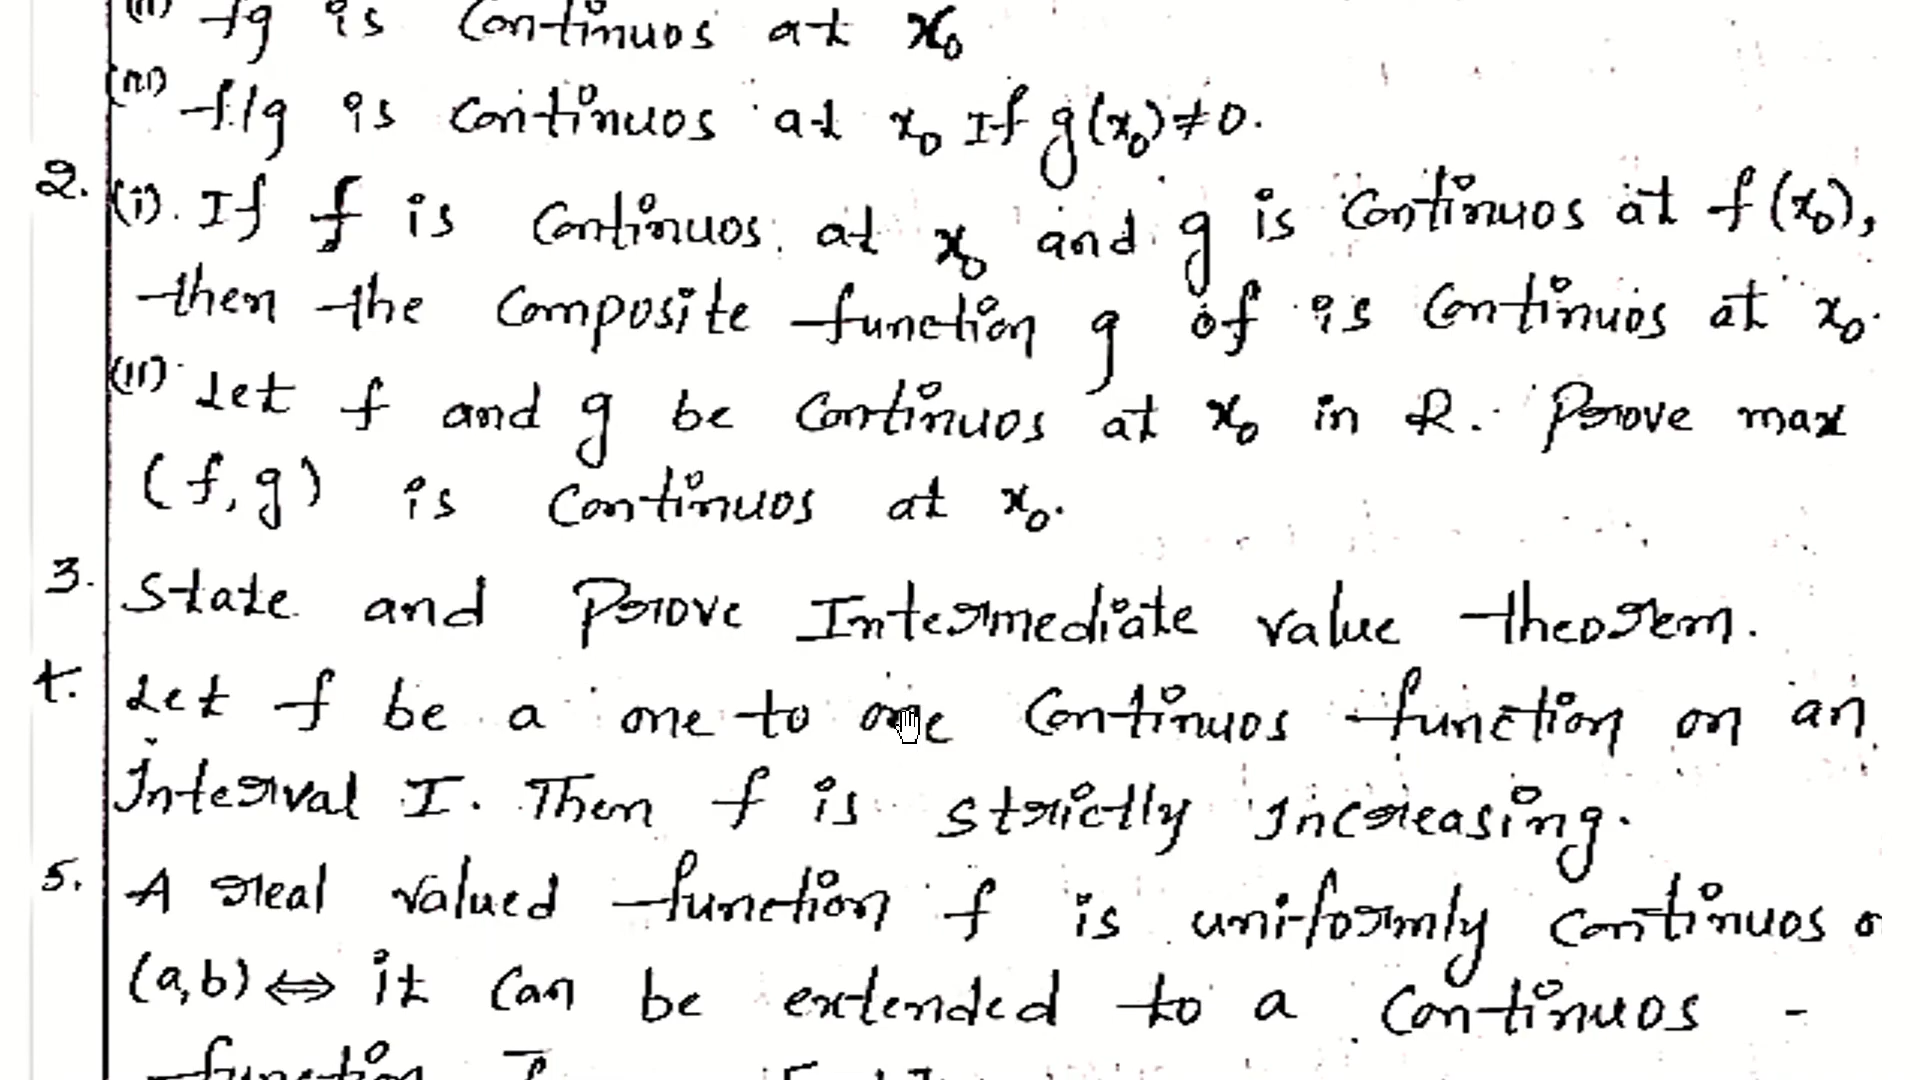 fg is Continuos at x₀
(iii) f/g is continuos at x₀ If g(x₀)≠0.
2. (i). If f is continuos at x₀ and g is continuos at f(x₀),
then the composite function g of is continuos at x₀.
(ii) Let f and g be continuos at x₀ in R. Prove max
(f,g) is continuos at x₀.
3. State and Prove Intermediate value theorem.
4. Let f be a one to one continuos function on an
Interval I. Then f is strictly increasing.
5. A real valued function f is uniformly continuos
(a,b) ⇔ it can be extended to a continuos -
function